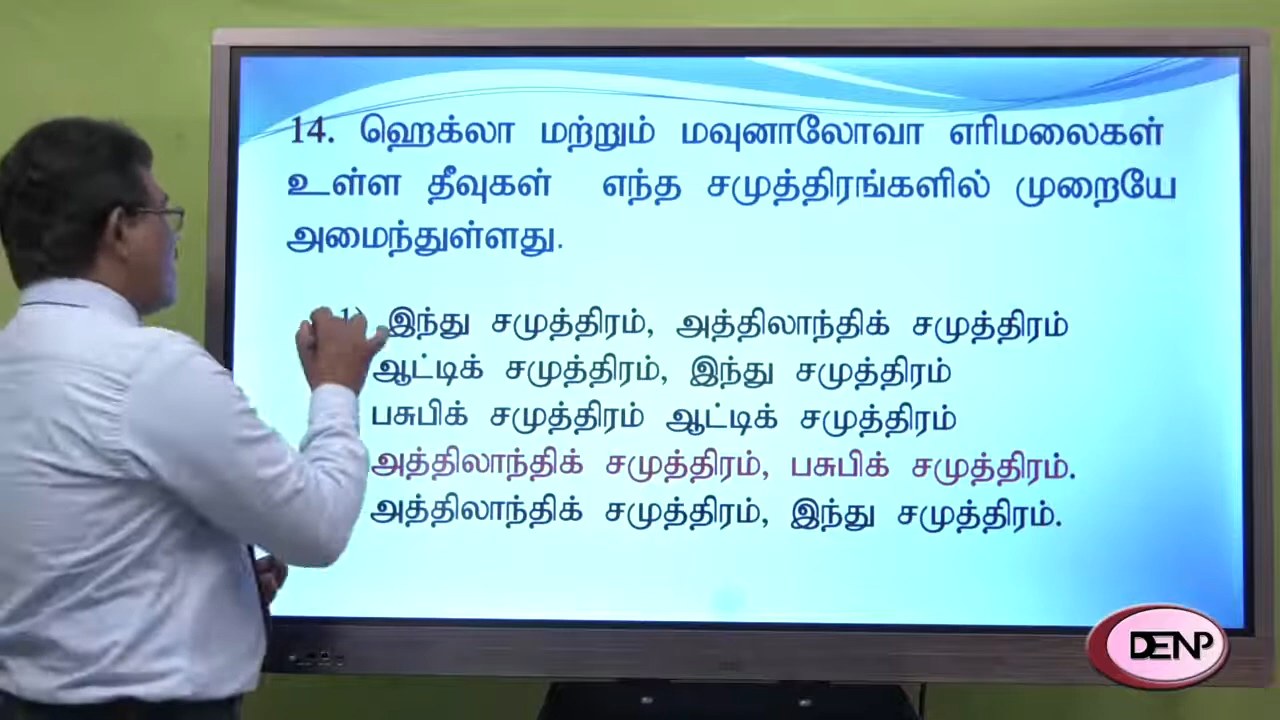 14. ஹெக்லா மற்றும் மவுனாலோவா எரிமலைகள்
உள்ள தீவுகள் எந்த சமுத்திரங்களில் முறையே
அமைந்துள்ளது.
1) இந்து சமுத்திரம், அத்திலாந்திக் சமுத்திரம்
ஆட்டிக் சமுத்திரம், இந்து சமுத்திரம்
பசுபிக் சமுத்திரம் ஆட்டிக் சமுத்திரம்
அத்திலாந்திக் சமுத்திரம், பசுபிக் சமுத்திரம்.
அத்திலாந்திக் சமுத்திரம், இந்து சமுத்திரம்.
DENP